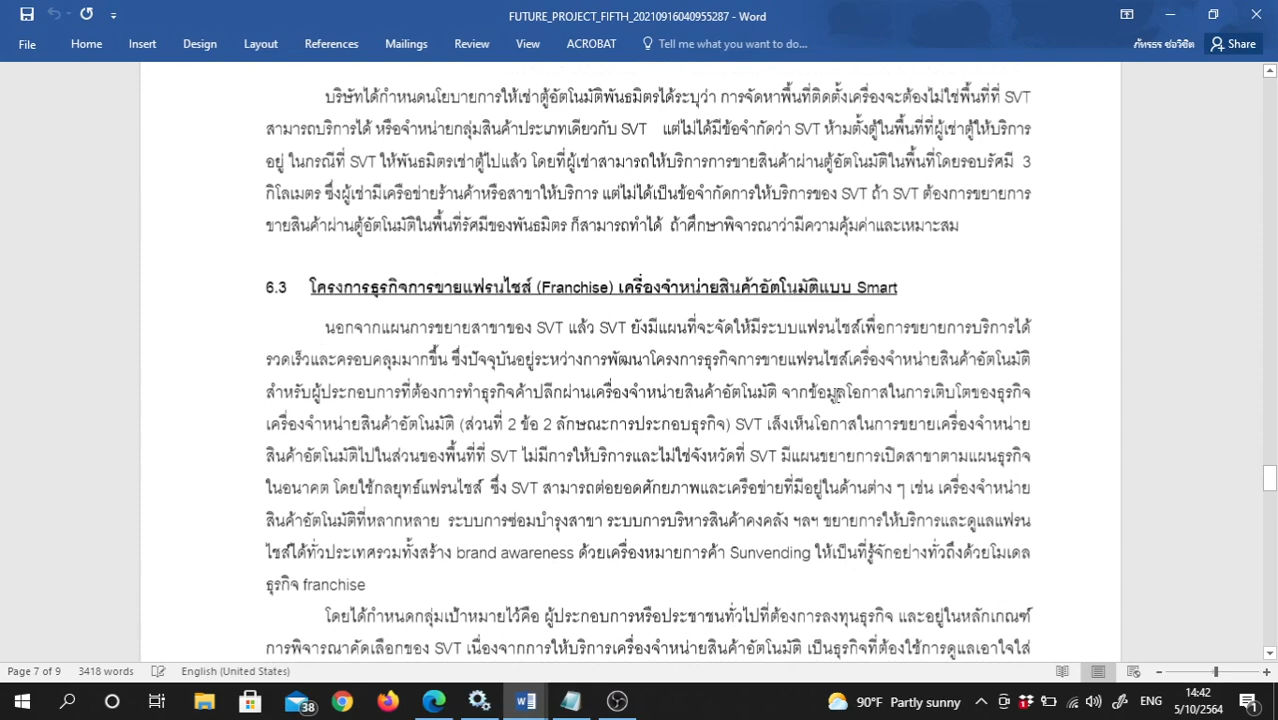 FUTURE_PROJECT_FIFTH_20210916040955287 - Word
File Home Insert Design Layout References Mailings Review View ACROBAT Tell me what you want to do... ภัทรธร ช่อวิชิต Share
บริษัทได้กำหนดนโยบายการให้เช่าตู้อัตโนมัติพันธมิตรได้ระบุว่า การจัดหาพื้นที่ติดตั้งเครื่องจะต้องไม่ใช่พื้นที่ที่ SVT
สามารถบริการได้ หรือจำหน่ายกลุ่มสินค้าประเภทเดียวกับ SVT แต่ไม่ได้มีข้อจำกัดว่า SVT ห้ามตั้งตู้ในพื้นที่ที่ผู้เช่าตู้ให้บริการ
อยู่ ในกรณีที่ SVT ให้พันธมิตรเช่าตู้ไปแล้ว โดยที่ผู้เช่าสามารถให้บริการการขายสินค้าผ่านตู้อัตโนมัติในพื้นที่โดยรอบรัศมี 3
กิโลเมตร ซึ่งผู้เช่ามีเครือข่ายร้านค้าหรือสาขาให้บริการ แต่ไม่ได้เป็นข้อจำกัดการให้บริการของ SVT ถ้า SVT ต้องการขยายการ
ขายสินค้าผ่านตู้อัตโนมัติในพื้นที่รัศมีของพันธมิตร ก็สามารถทำได้ ถ้าศึกษาพิจารณาว่ามีความคุ้มค่าและเหมาะสม
6.3 โครงการธุรกิจการขายแฟรนไชส์ (Franchise) เครื่องจำหน่ายสินค้าอัตโนมัติแบบ Smart
นอกจากแผนการขยายสาขาของ SVT แล้ว SVT ยังมีแผนที่จะจัดให้มีระบบแฟรนไชส์เพื่อการขยายการบริการได้
รวดเร็วและครอบคลุมมากขึ้น ซึ่งปัจจุบันอยู่ระหว่างการพัฒนาโครงการธุรกิจการขายแฟรนไชส์เครื่องจำหน่ายสินค้าอัตโนมัติ
สำหรับผู้ประกอบการที่ต้องการทำธุรกิจค้าปลีกผ่านเครื่องจำหน่ายสินค้าอัตโนมัติ จากข้อมูลโอกาสในการเติบโตของธุรกิจ
เครื่องจำหน่ายสินค้าอัตโนมัติ (ส่วนที่ 2 ข้อ 2 ลักษณะการประกอบธุรกิจ) SVT เล็งเห็นโอกาสในการขยายเครื่องจำหน่าย
สินค้าอัตโนมัติไปในส่วนของพื้นที่ที่ SVT ไม่มีการให้บริการและไม่ใช่จังหวัดที่ SVT มีแผนขยายการเปิดสาขาตามแผนธุรกิจ
ในอนาคต โดยใช้กลยุทธ์แฟรนไชส์ ซึ่ง SVT สามารถต่อยอดศักยภาพและเครือข่ายที่มีอยู่ในด้านต่าง ๆ เช่น เครื่องจำหน่าย
สินค้าอัตโนมัติที่หลากหลาย ระบบการซ่อมบำรุงสาขา ระบบการบริหารสินค้าคงคลัง ฯลฯ ขยายการให้บริการและดูแลแฟรน
ไชส์ได้ทั่วประเทศรวมทั้งสร้าง brand awareness ด้วยเครื่องหมายการค้า Sunvending ให้เป็นที่รู้จักอย่างทั่วถึงด้วยโมเดล
ธุรกิจ franchise
โดยได้กำหนดกลุ่มเป้าหมายไว้คือ ผู้ประกอบการหรือประชาชนทั่วไปที่ต้องการลงทุนธุรกิจ และอยู่ในหลักเกณฑ์
การพิจารณาคัดเลือกของ SVT เนื่องจากการให้บริการเครื่องจำหน่ายสินค้าอัตโนมัติ เป็นธุรกิจที่ต้องใช้การดูแลเอาใจใส่
Page 7 of 9 3418 words English (United States)
38 90°F Partly sunny ENG 14:42
5/10/2564 1